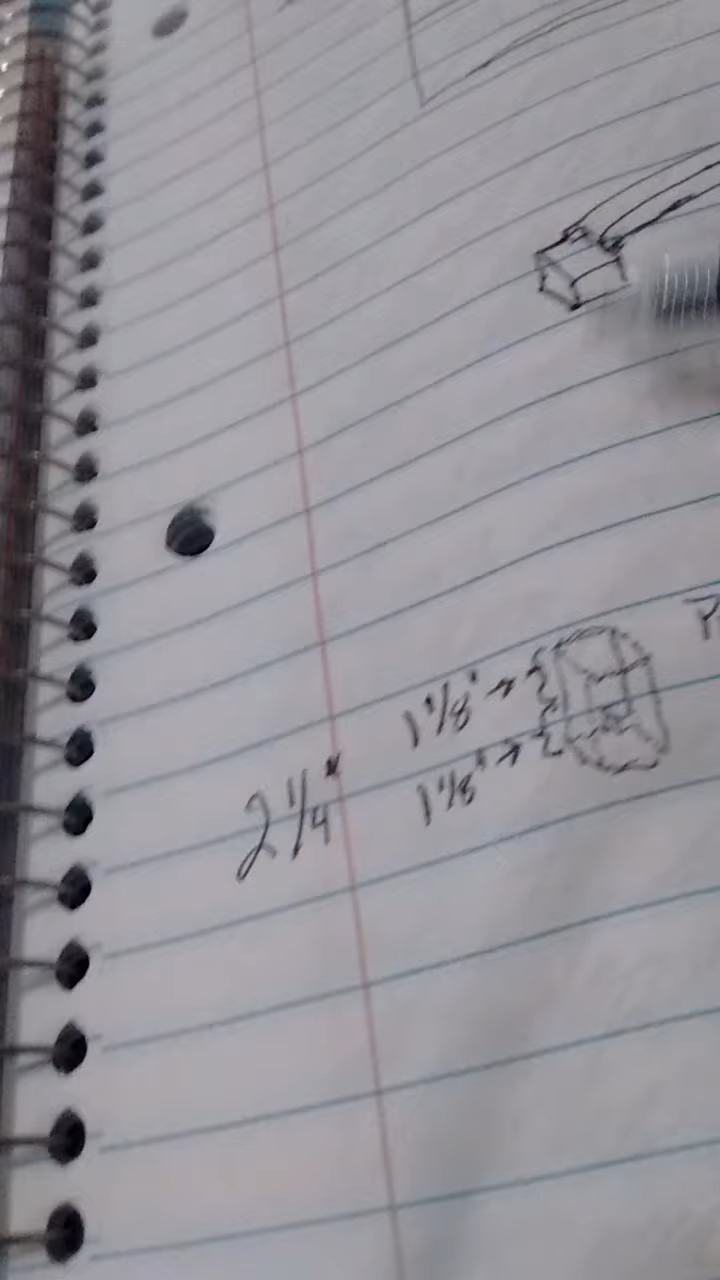 1 1/8" →
2 1/4" 1 1/8" →